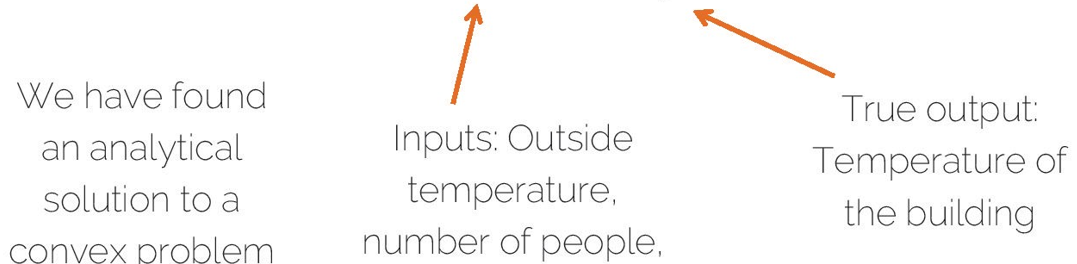 We have found
an analytical
solution to a
convex problem
Inputs: Outside
temperature,
number of people,
True output:
Temperature of
the building